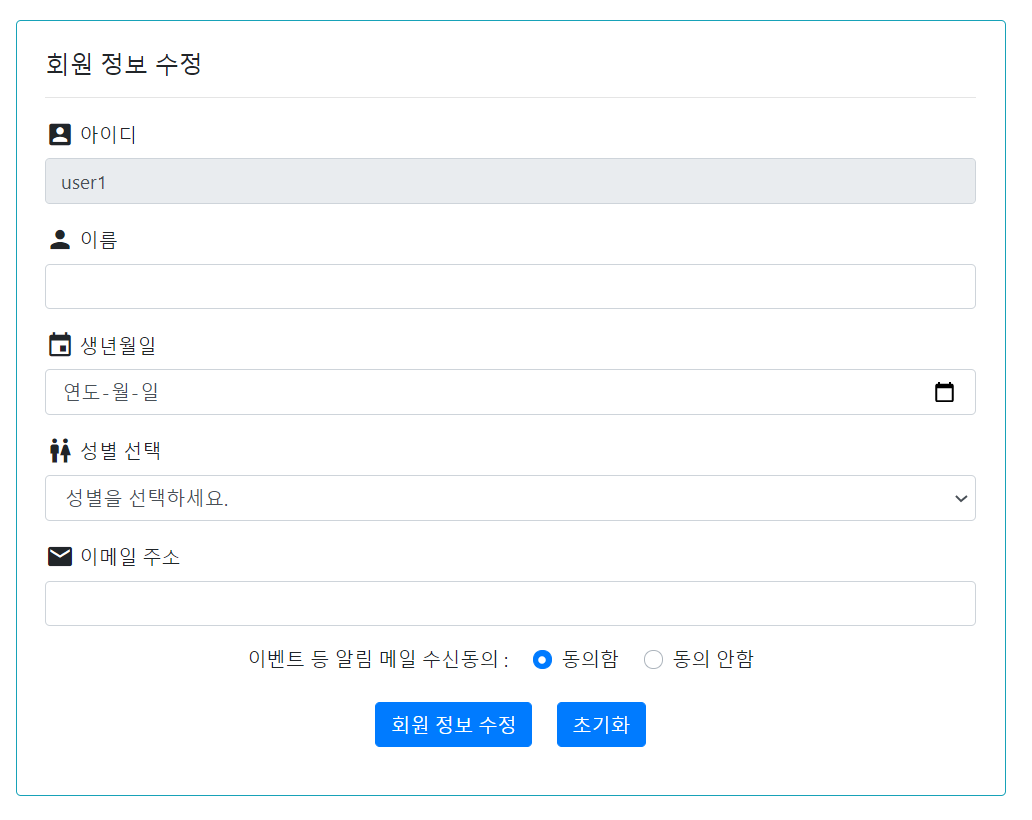 회원 정보 수정
아이디
user1
이름
생년월일
연도-월-일
성별 선택
성별을 선택하세요.
이메일 주소
이벤트 등 알림 메일 수신동의 : 동의함 동의 안함
회원 정보 수정 초기화